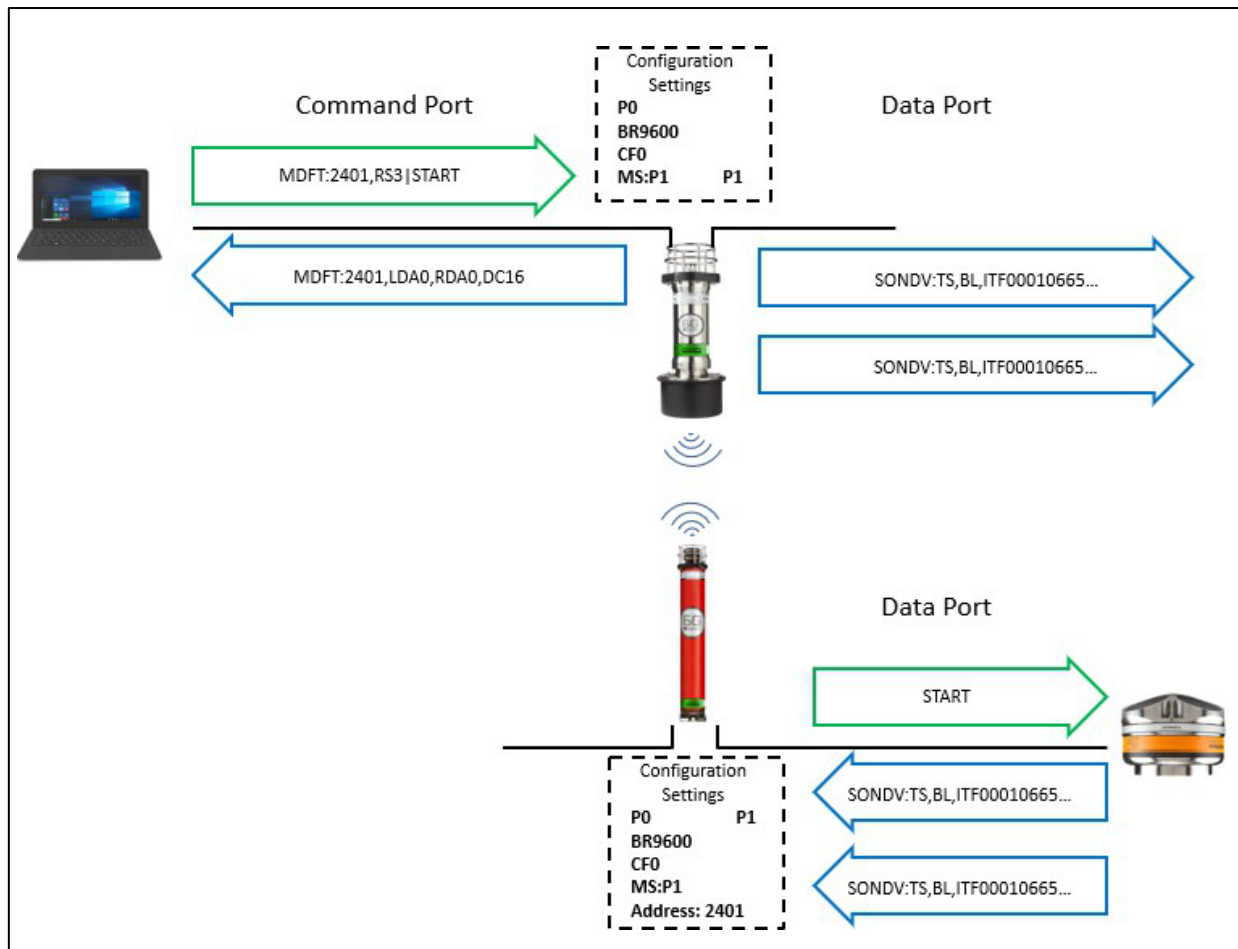 Configuration
Settings
P0
BR9600
CF0
MS:P1 P1
Command Port
Data Port
MDFT:2401,RS3|START
MDFT:2401,LDA0,RDA0,DC16
SONDV:TS,BL,ITF00010665...
SONDV:TS,BL,ITF00010665...
6G
6G
Data Port
START
Configuration
Settings
P0 P1
BR9600
CF0
MS:P1
Address: 2401
SONDV:TS,BL,ITF00010665...
SONDV:TS,BL,ITF00010665...